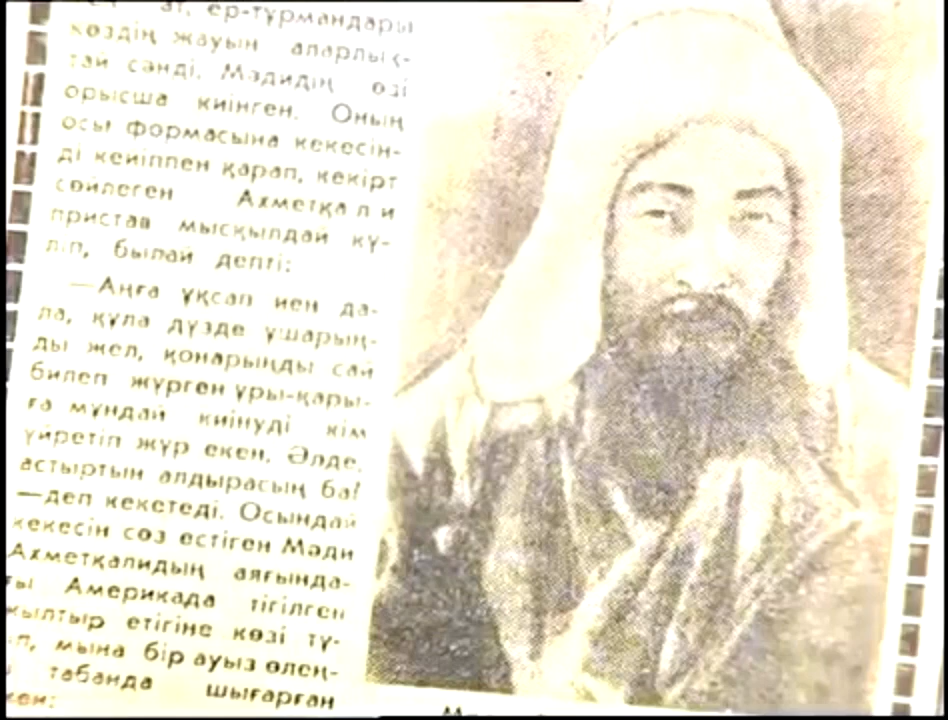 ат, ер-тұрмандары
көздің жауын аларлық-
тай сәнді. Мәдидің өзі
орысша киінген. Оның
осы формасына кекесін-
ді кейіппен қарап, кекірт
сөйлеген Ахметқали
пристав мысқылдай кү-
ліп, былай депті:
—Аңға ұқсап иен да-
ла, құла дүзде ұшарың-
ды жел, қонарыңды сай
билеп жүрген ұры-қары-
ға мұндай киінуді кім
үйретіп жүр екен. Әлде,
астыртын алдырасың ба!
—деп кекетеді. Осындай
кекесін сөз естіген Мәди
Ахметқалидың аяғында-
ғы Америкада тігілген
жылтыр етігіне көзі тү-
мына бір ауыз өлең-
табанда шығарған